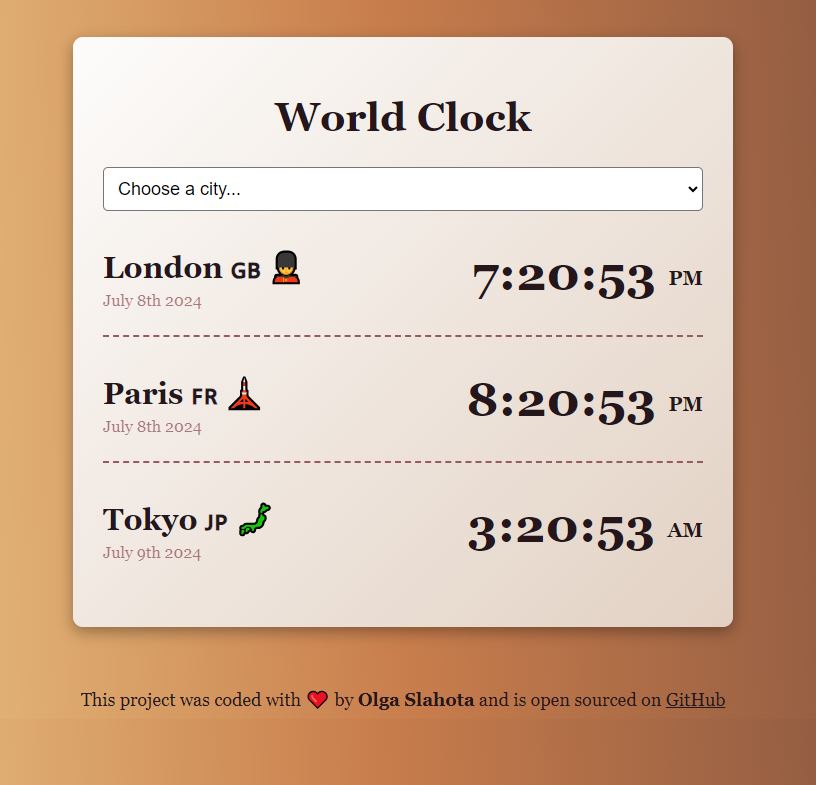 World Clock
Choose a city...
London GB
7:20:53 PM
July 8th 2024
Paris FR
8:20:53 PM
July 8th 2024
Tokyo JP
3:20:53 AM
July 9th 2024
This project was coded with ❤️ by Olga Slahota and is open sourced on GitHub